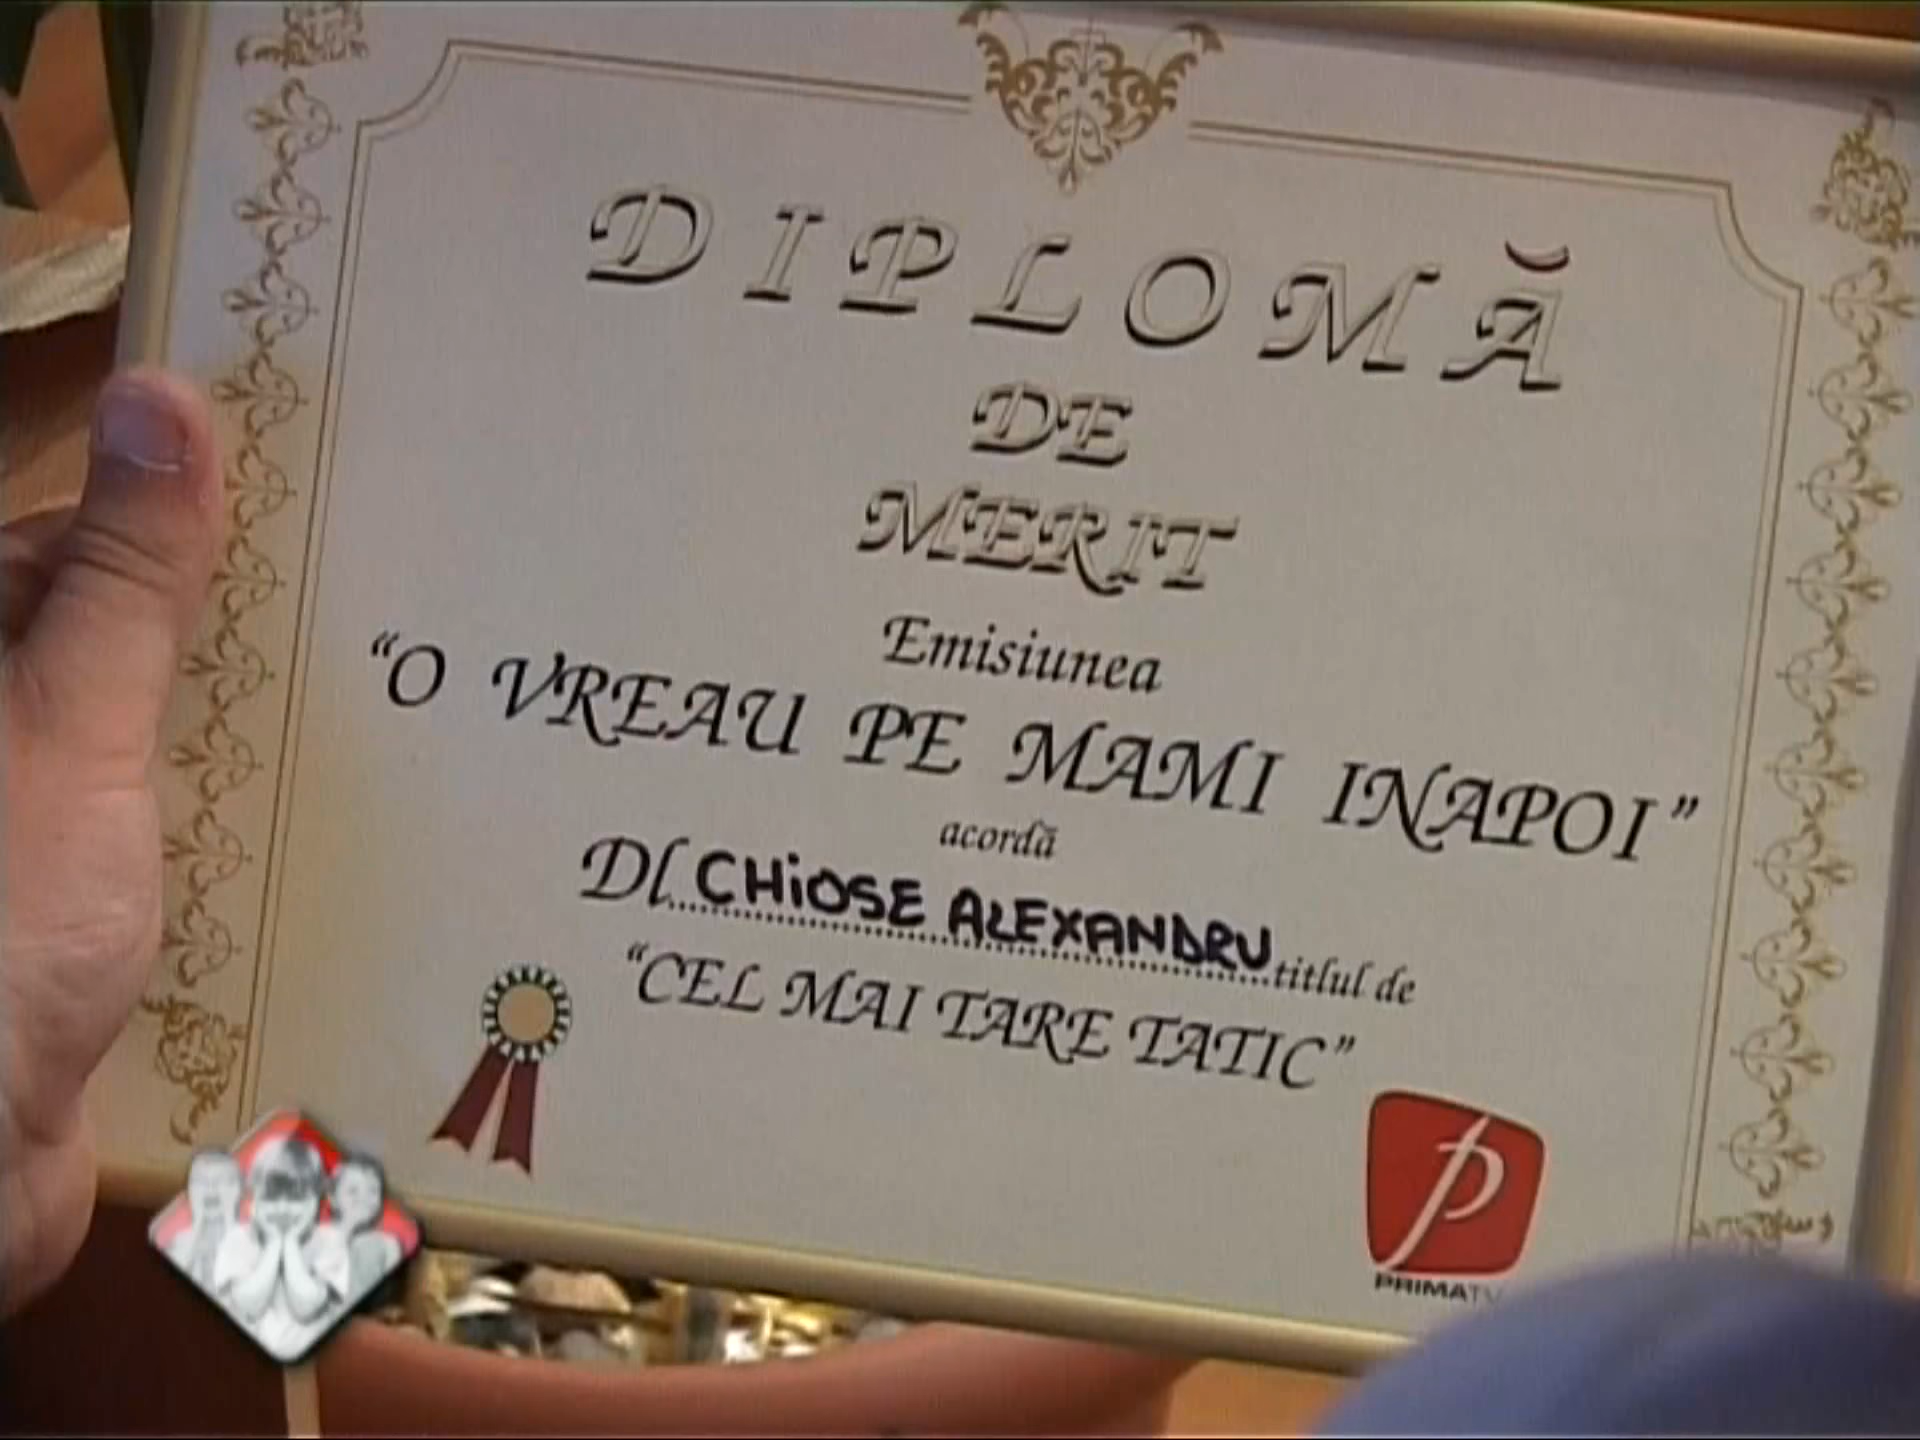 DIPLOMĂ
DE
MERIT
Emisiunea
“O VREAU PE MAMI INAPOI”
acordă
Dl. CHiOSE ALEXANDRU titlul de
“CEL MAI TARE TATIC”
P
PRIMATV